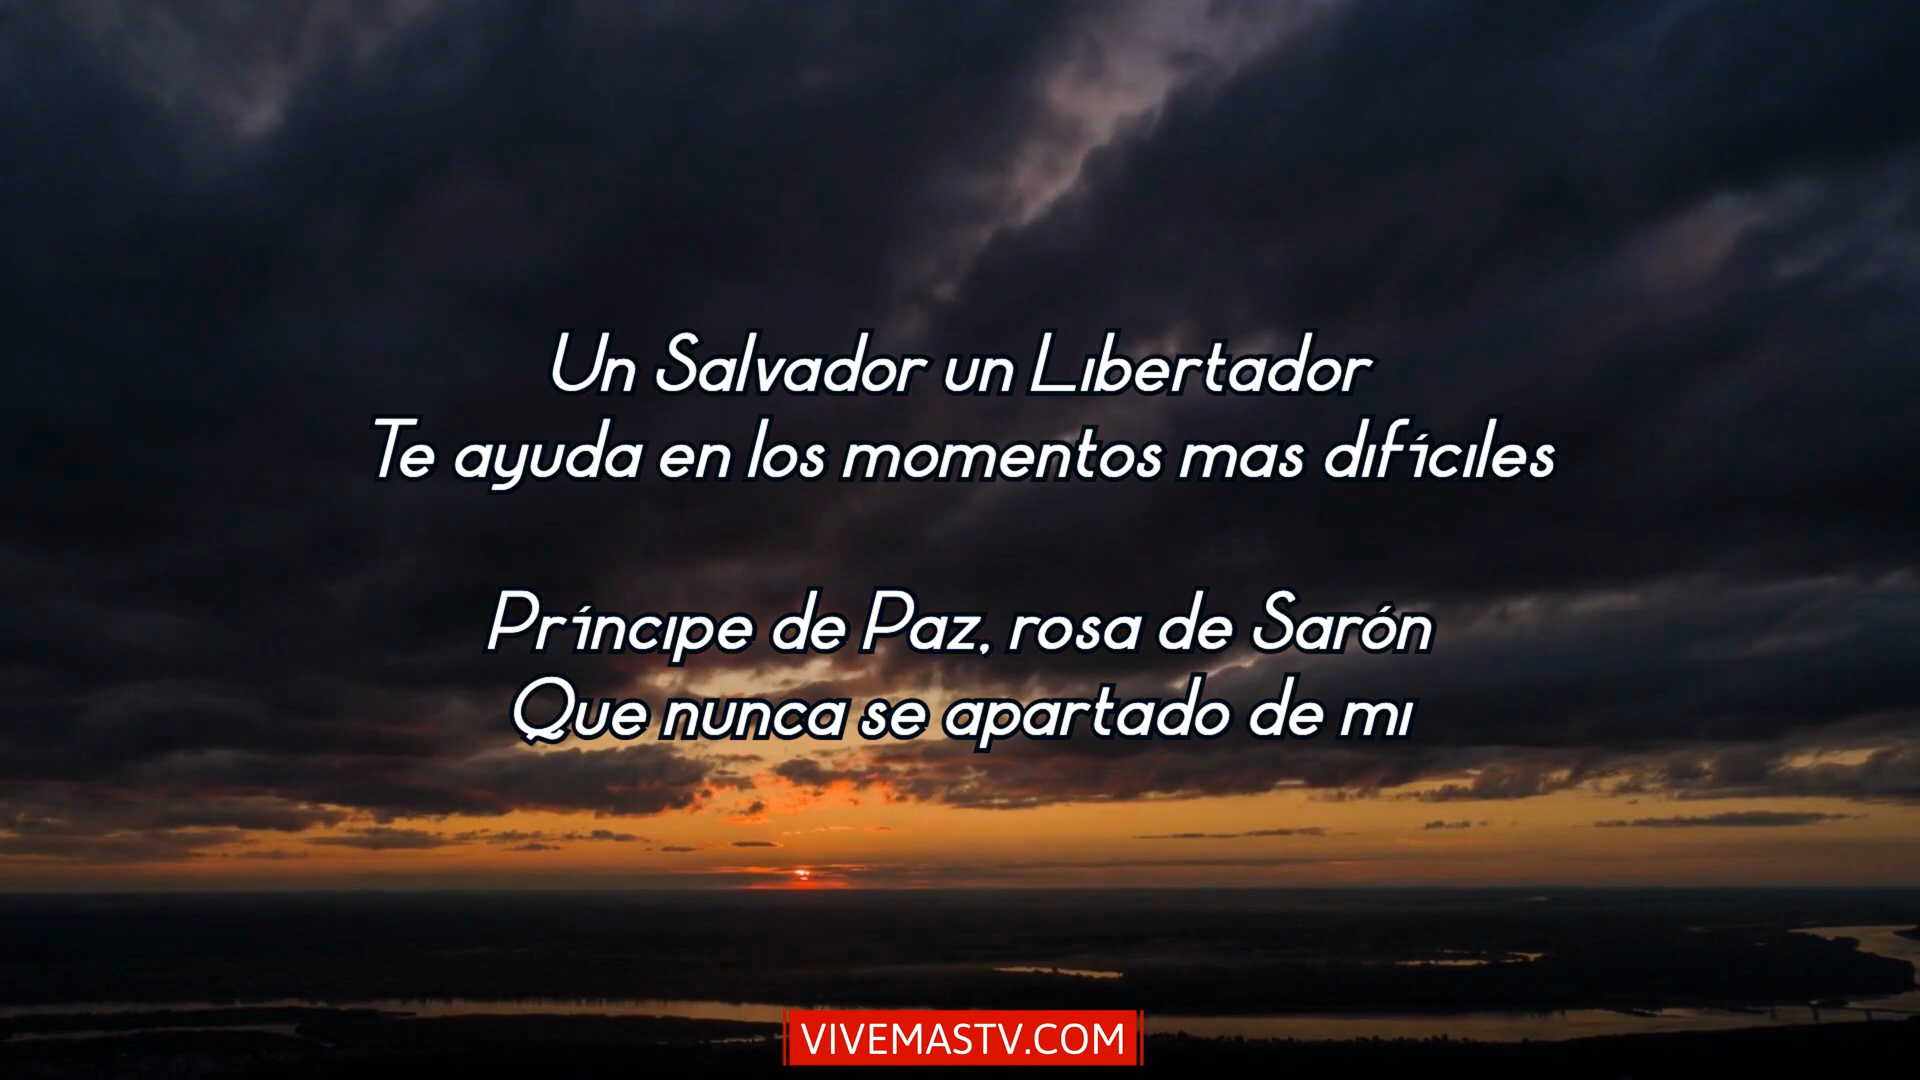 Un Salvador un Libertador
Te ayuda en los momentos mas difíciles
Príncipe de Paz, rosa de Sarón
Que nunca se apartado de mi
VIVEMASTV.COM